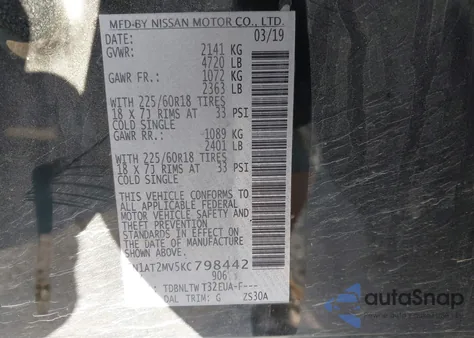 MFD-BY NISSAN MOTOR CO., LTD.
DATE: 03/19
GVWR: 2141 KG
4720 LB
GAWR FR.: 1072 KG
2363 LB
WITH 225/60R18 TIRES
18 X 7J RIMS AT 33 PSI
COLD SINGLE
GAWR RR.: 1089 KG
2401 LB
WITH 225/60R18 TIRES
18 X 7J RIMS AT 33 PSI
COLD SINGLE
THIS VEHICLE CONFORMS TO
ALL APPLICABLE FEDERAL
MOTOR VEHICLE SAFETY AND
THEFT PREVENTION
STANDARDS IN EFFECT ON
THE DATE OF MANUFACTURE
SHOWN ABOVE.
N1AT2MV5KC798442
906
: TDBNLTW T32EUA-F---
TRIM: G ZS30A
autoSnap